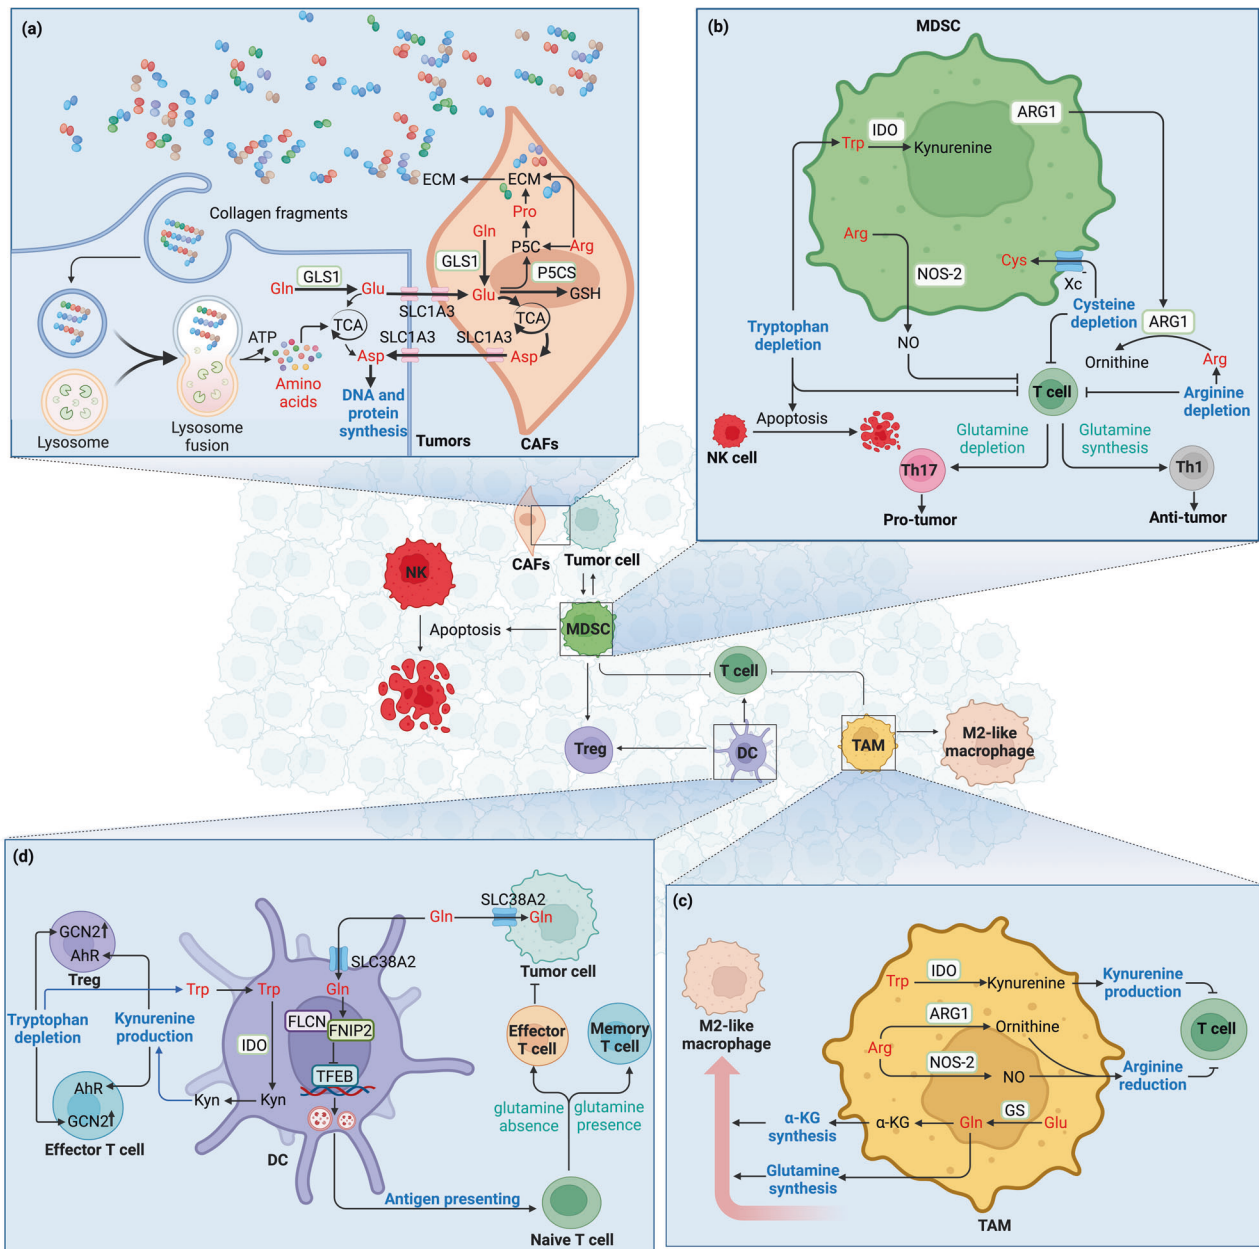 (a)
Collagen fragments
ECM
ECM
Pro
Gln
P5C
Arg
GLS1
P5CS
GLS1
Gln
Glu
Glu
GSH
SLC1A3
TCA
TCA
ATP
SLC1A3
SLC1A3
Asp
Asp
Amino
acids
DNA and
protein
synthesis
Lysosome
Lysosome
fusion
Tumors
CAFs
(b)
MDSC
ARG1
IDO
Trp
Kynurenine
Arg
NOS-2
Cys
Xc-
Cysteine
depletion
ARG1
Tryptophan
depletion
NO
Ornithine
Arg
T cell
Arginine
depletion
Apoptosis
NK cell
Glutamine
depletion
Glutamine
synthesis
Th17
Th1
Pro-tumor
Anti-tumor
CAFs
Tumor cell
NK
Apoptosis
MDSC
T cell
Treg
DC
TAM
M2-like
macrophage
(d)
GCN2
AhR
Treg
Tryptophan
depletion
Kynurenine
production
AhR
GCN2
Effector T cell
Trp
Trp
IDO
Kyn
Kyn
SLC38A2
Gln
Gln
SLC38A2
Tumor cell
Gln
FLCN
FNIP2
TFEB
Effector
T cell
Memory
T cell
glutamine
absence
glutamine
presence
DC
Antigen presenting
Naive T cell
(c)
M2-like
macrophage
IDO
Trp
Kynurenine
Kynurenine
production
ARG1
Ornithine
T cell
Arg
NOS-2
NO
Arginine
reduction
GS
α-KG
synthesis
α-KG
Gln
Glu
Glutamine
synthesis
TAM